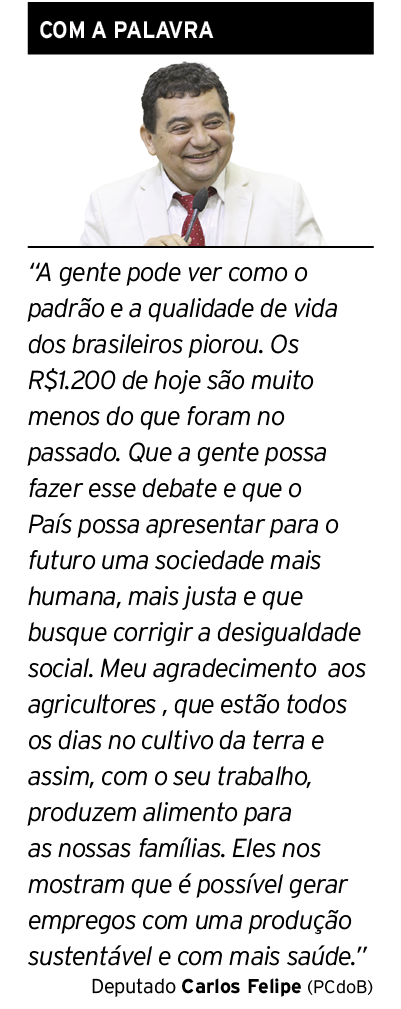 COM A PALAVRA
“A gente pode ver como o
padrão e a qualidade de vida
dos brasileiros piorou. Os
R$1.200 de hoje são muito
menos do que foram no
passado. Que a gente possa
fazer esse debate e que o
País possa apresentar para o
futuro uma sociedade mais
humana, mais justa e que
busque corrigir a desigualdade
social. Meu agradecimento  aos
agricultores , que estão todos
os dias no cultivo da terra e
assim, com o seu trabalho,
produzem alimento para
as nossas famílias. Eles nos
mostram que é possível gerar
empregos com uma produção
sustentável e com mais saúde.”
Deputado Carlos Felipe (PCdoB)